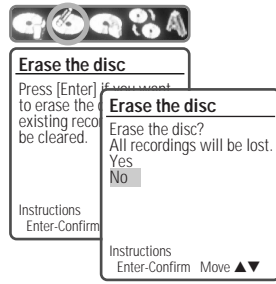 Erase the disc
Press [Enter] if you want
to erase the
existing
be cleared.
Instructions
Enter-Confirm
Erase the disc
Erase the disc?
All recordings will be lost.
Yes
No
Instructions
Enter-Confirm Move ▲▼